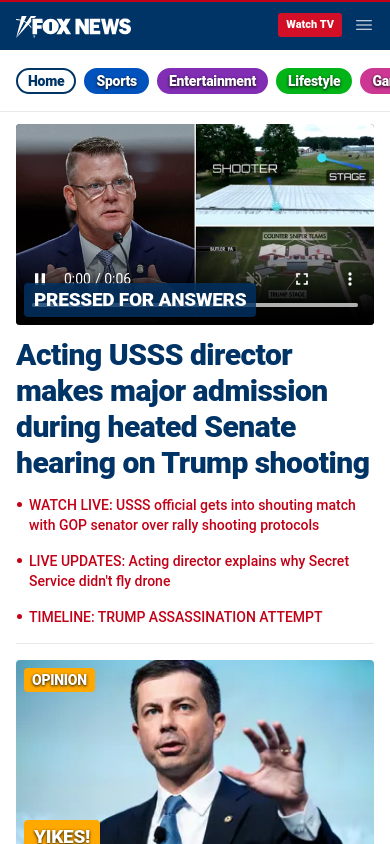 FOX NEWS
Watch TV
Home
Sports
Entertainment
Lifestyle
Ga
SHOOTER
STAGE
COUNTER SNIPER TEAMS
BUTLER, PA
0:00 / 0:06
TRUMP STAGE
PRESSED FOR ANSWERS
Acting USSS director
makes major admission
during heated Senate
hearing on Trump shooting
WATCH LIVE: USSS official gets into shouting match
with GOP senator over rally shooting protocols
LIVE UPDATES: Acting director explains why Secret
Service didn't fly drone
TIMELINE: TRUMP ASSASSINATION ATTEMPT
OPINION
YIKES!